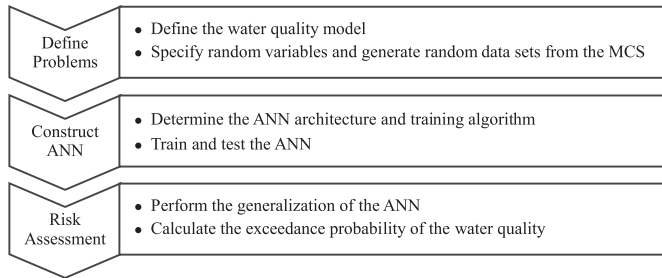 Define
Problems
• Define the water quality model
• Specify random variables and generate random data sets from the MCS
Construct
ANN
• Determine the ANN architecture and training algorithm
• Train and test the ANN
Risk
Assessment
• Perform the generalization of the ANN
• Calculate the exceedance probability of the water quality